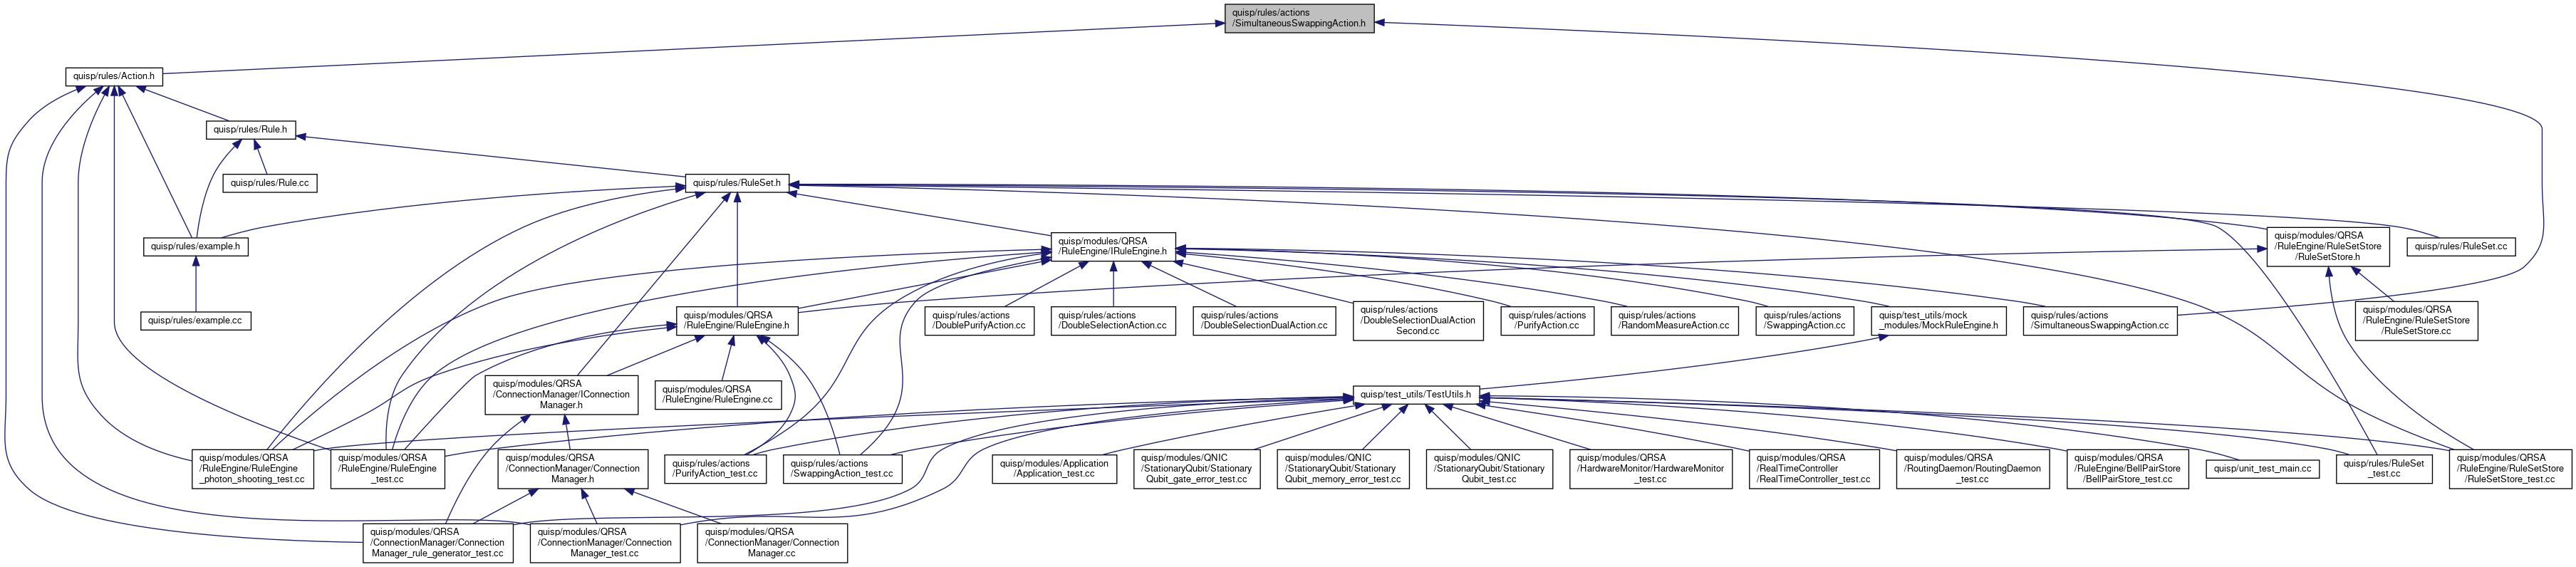 quisp/rules/actions
/SimultaneousSwappingAction.h
quisp/rules/Action.h
quisp/rules/Rule.h
quisp/rules/Rule.cc
quisp/rules/RuleSet.h
quisp/rules/example.h
quisp/modules/QRSA
/RuleEngine/IRuleEngine.h
quisp/modules/QRSA
/RuleEngine/RuleSetStore
/RuleSetStore.h
quisp/rules/RuleSet.cc
quisp/rules/example.cc
quisp/modules/QRSA
/RuleEngine/RuleEngine.h
quisp/rules/actions
/DoublePurifyAction.cc
quisp/rules/actions
/DoubleSelectionAction.cc
quisp/rules/actions
/DoubleSelectionDualAction.cc
quisp/rules/actions
/DoubleSelectionDualAction
Second.cc
quisp/rules/actions
/PurifyAction.cc
quisp/rules/actions
/RandomMeasureAction.cc
quisp/rules/actions
/SwappingAction.cc
quisp/test_utils/mock
_modules/MockRuleEngine.h
quisp/rules/actions
/SimultaneousSwappingAction.cc
quisp/modules/QRSA
/RuleEngine/RuleSetStore
/RuleSetStore.cc
quisp/modules/QRSA
/ConnectionManager/IConnection
Manager.h
quisp/modules/QRSA
/RuleEngine/RuleEngine.cc
quisp/test_utils/TestUtils.h
quisp/modules/QRSA
/RuleEngine/RuleEngine
_photon_shooting_test.cc
quisp/modules/QRSA
/RuleEngine/RuleEngine
_test.cc
quisp/modules/QRSA
/ConnectionManager/Connection
Manager.h
quisp/rules/actions
/PurifyAction_test.cc
quisp/rules/actions
/SwappingAction_test.cc
quisp/modules/Application
/Application_test.cc
quisp/modules/QNIC
/StationaryQubit/Stationary
Qubit_gate_error_test.cc
quisp/modules/QNIC
/StationaryQubit/Stationary
Qubit_memory_error_test.cc
quisp/modules/QNIC
/StationaryQubit/Stationary
Qubit_test.cc
quisp/modules/QRSA
/HardwareMonitor/HardwareMonitor
_test.cc
quisp/modules/QRSA
/RealTimeController
/RealTimeController_test.cc
quisp/modules/QRSA
/RoutingDaemon/RoutingDaemon
_test.cc
quisp/modules/QRSA
/RuleEngine/BellPairStore
/BellPairStore_test.cc
quisp/unit_test_main.cc
quisp/rules/RuleSet
_test.cc
quisp/modules/QRSA
/RuleEngine/RuleSetStore
/RuleSetStore_test.cc
quisp/modules/QRSA
/ConnectionManager/Connection
Manager_rule_generator_test.cc
quisp/modules/QRSA
/ConnectionManager/Connection
Manager_test.cc
quisp/modules/QRSA
/ConnectionManager/Connection
Manager.cc